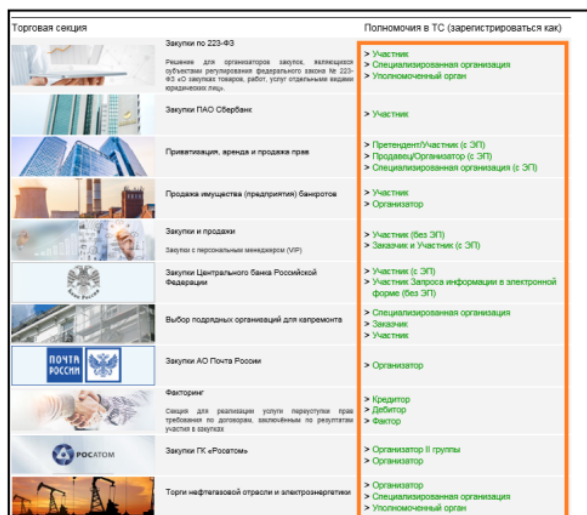 Торговая секция
Полномочия в ТС (зарегистрироваться как)
Закупки по 223-ФЗ
Решение для организаторов закупок, являющихся
субъектами регулирования федерального закона № 223-
ФЗ «О закупках товаров, работ, услуг отдельными видами
юридических лиц».
> Участник
> Специализированная организация
> Уполномоченный орган
Закупки ПАО Сбербанк
> Участник
Приватизация, аренда и продажа прав
> Претендент/Участник (с ЭП)
> Продавец/Организатор (с ЭП)
> Специализированная организация (с ЭП)
Продажа имущества (предприятий) банкротов
> Участник
> Организатор
Закупки и продажи
Закупки с персональным менеджером (VIP)
> Участник (без ЭП)
> Заказчик и Участник (с ЭП)
Банк России
Закупки Центрального банка Российской
Федерации
> Участник (с ЭП)
> Участник Запроса информации в электронной
форме (без ЭП)
Выбор подрядных организаций для капремонта
> Специализированная организация
> Заказчик
> Участник
ПОЧТА
РОССИИ
Закупки АО Почта России
> Организатор
Факторинг
Секция для реализации услуги переуступки прав
требования по договорам, заключённым по результатам
участия в закупках
> Кредитор
> Дебитор
> Фактор
РОСАТОМ
Закупки ГК «Росатом»
> Организатор II группы
> Организатор
Торги нефтегазовой отрасли и электроэнергетики
> Организатор
> Специализированная организация
> Уполномоченный орган